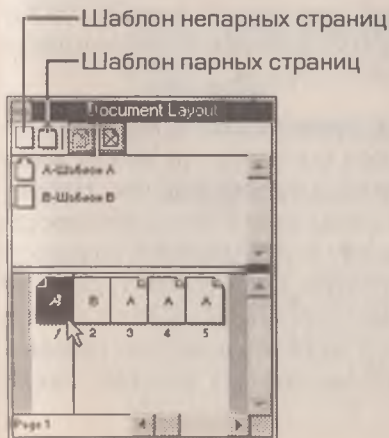 Шаблон непарных страниц
Шаблон парных страниц
Document Layout
A-Шаблон A
B-Шаблон B
A B A A A
1 2 3 4 5
Page 1